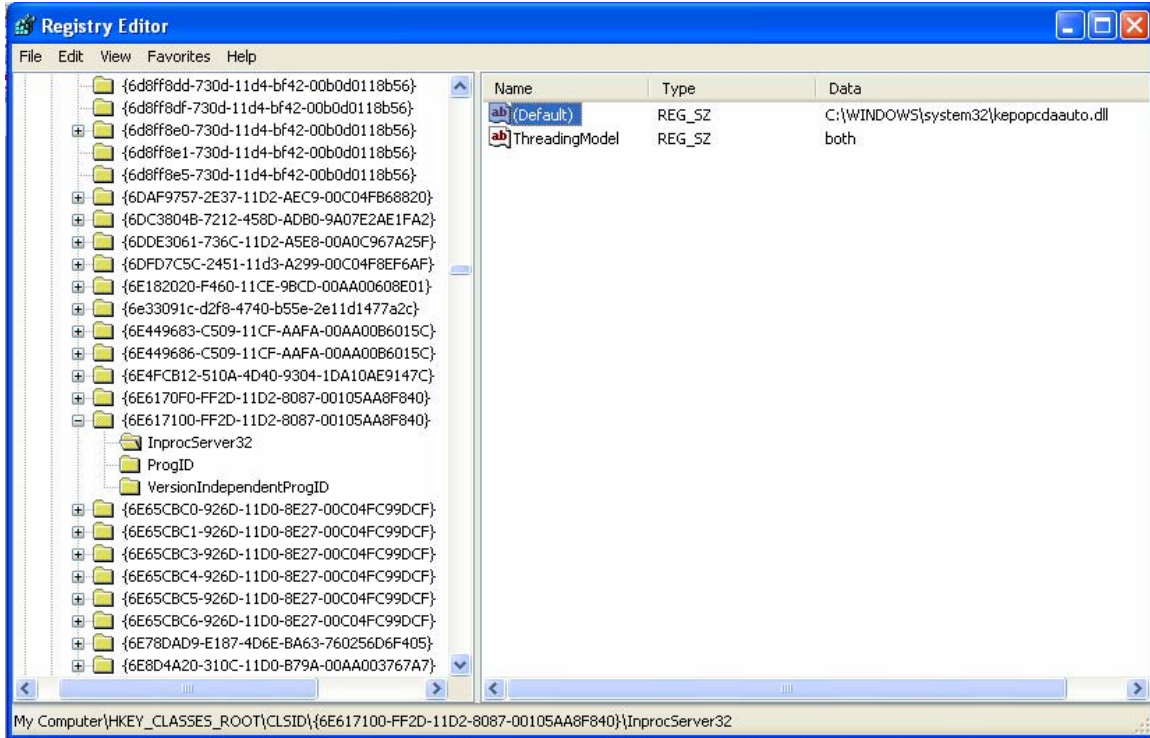 Registry Editor
File Edit View Favorites Help
{6d8ff8dd-730d-11d4-bf42-00b0d0118b56}
{6d8ff8df-730d-11d4-bf42-00b0d0118b56}
{6d8ff8e0-730d-11d4-bf42-00b0d0118b56}
{6d8ff8e1-730d-11d4-bf42-00b0d0118b56}
{6d8ff8e5-730d-11d4-bf42-00b0d0118b56}
{6DAF9757-2E37-11D2-AEC9-00C04FB68820}
{6DC3804B-7212-458D-ADB0-9A07E2AE1FA2}
{6DDE3061-736C-11D2-A5E8-00A0C967A25F}
{6DFD7C5C-2451-11d3-A299-00C04F8EF6AF}
{6E182020-F460-11CE-9BCD-00AA00608E01}
{6e33091c-d2f8-4740-b55e-2e11d1477a2c}
{6E449683-C509-11CF-AAFA-00AA00B6015C}
{6E449686-C509-11CF-AAFA-00AA00B6015C}
{6E4FCB12-510A-4D40-9304-1DA10AE9147C}
{6E6170F0-FF2D-11D2-8087-00105AA8F840}
{6E617100-FF2D-11D2-8087-00105AA8F840}
InprocServer32
ProgID
VersionIndependentProgID
{6E65CBC0-926D-11D0-8E27-00C04FC99DCF}
{6E65CBC1-926D-11D0-8E27-00C04FC99DCF}
{6E65CBC3-926D-11D0-8E27-00C04FC99DCF}
{6E65CBC4-926D-11D0-8E27-00C04FC99DCF}
{6E65CBC5-926D-11D0-8E27-00C04FC99DCF}
{6E65CBC6-926D-11D0-8E27-00C04FC99DCF}
{6E78DAD9-E187-4D6E-BA63-760256D6F405}
{6E8D4A20-310C-11D0-B79A-00AA003767A7}
Name Type Data
(Default) REG_SZ C:\WINDOWS\system32\kepopcdaauto.dll
ThreadingModel REG_SZ both
My Computer\HKEY_CLASSES_ROOT\CLSID\{6E617100-FF2D-11D2-8087-00105AA8F840}\InprocServer32